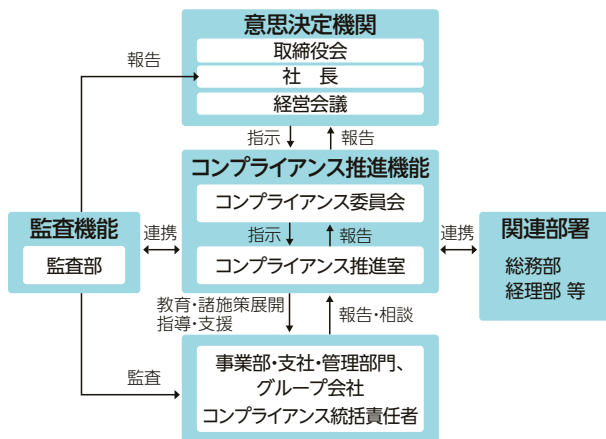 意思決定機関
取締役会
社 長
経営会議
報告
指示
報告
コンプライアンス推進機能
コンプライアンス委員会
指示
報告
コンプライアンス推進室
監査機能
監査部
連携
連携
関連部署
総務部
経理部 等
教育・諸施策展開
指導・支援
報告・相談
監査
事業部・支社・管理部門、
グループ会社
コンプライアンス統括責任者